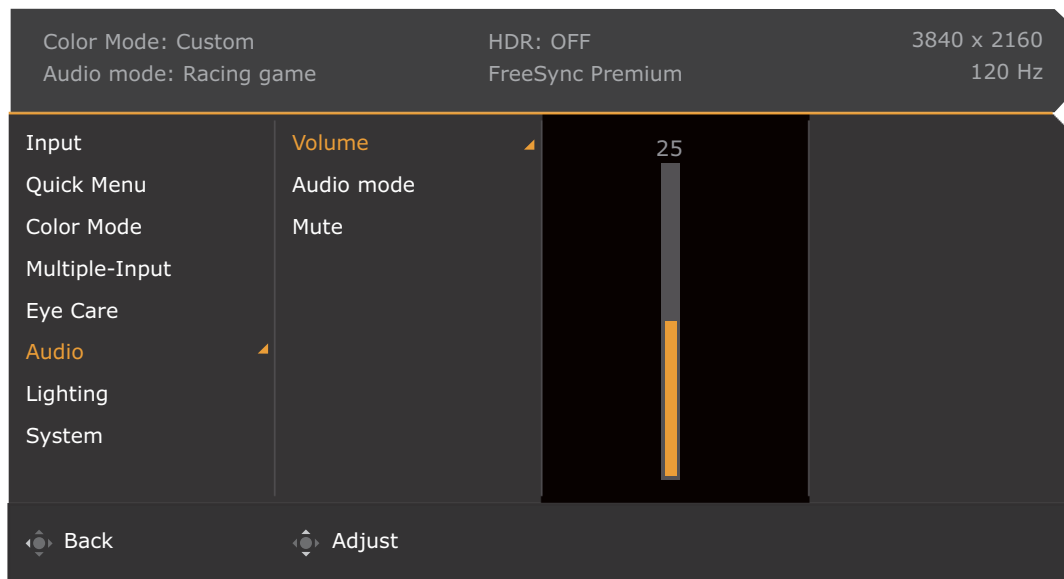 Color Mode: Custom
HDR: OFF
3840 x 2160
Audio mode: Racing game
FreeSync Premium
120 Hz
Input
Quick Menu
Color Mode
Multiple-Input
Eye Care
Audio
Lighting
System
Volume
Audio mode
Mute
25
Back
Adjust